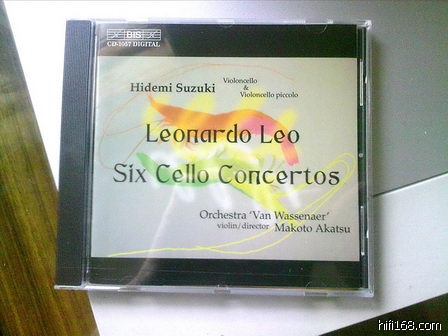 BIS
CD-1057 DIGITAL
Hidemi Suzuki
Violoncello
&
Violoncello piccolo
Leonardo Leo
Six Cello Concertos
Orchestra 'Van Wassenaer'
violin/director Makoto Akatsu
hifi168.com